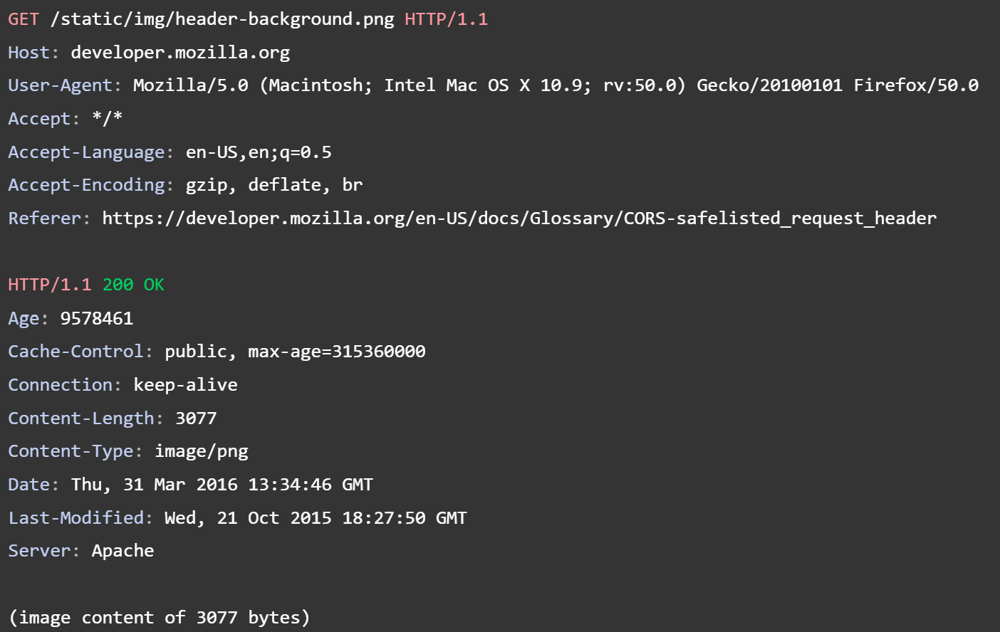 GET /static/img/header-background.png HTTP/1.1
Host: developer.mozilla.org
User-Agent: Mozilla/5.0 (Macintosh; Intel Mac OS X 10.9; rv:50.0) Gecko/20100101 Firefox/50.0
Accept: */*
Accept-Language: en-US,en;q=0.5
Accept-Encoding: gzip, deflate, br
Referer: https://developer.mozilla.org/en-US/docs/Glossary/CORS-safelisted_request_header
HTTP/1.1 200 OK
Age: 9578461
Cache-Control: public, max-age=315360000
Connection: keep-alive
Content-Length: 3077
Content-Type: image/png
Date: Thu, 31 Mar 2016 13:34:46 GMT
Last-Modified: Wed, 21 Oct 2015 18:27:50 GMT
Server: Apache
(image content of 3077 bytes)